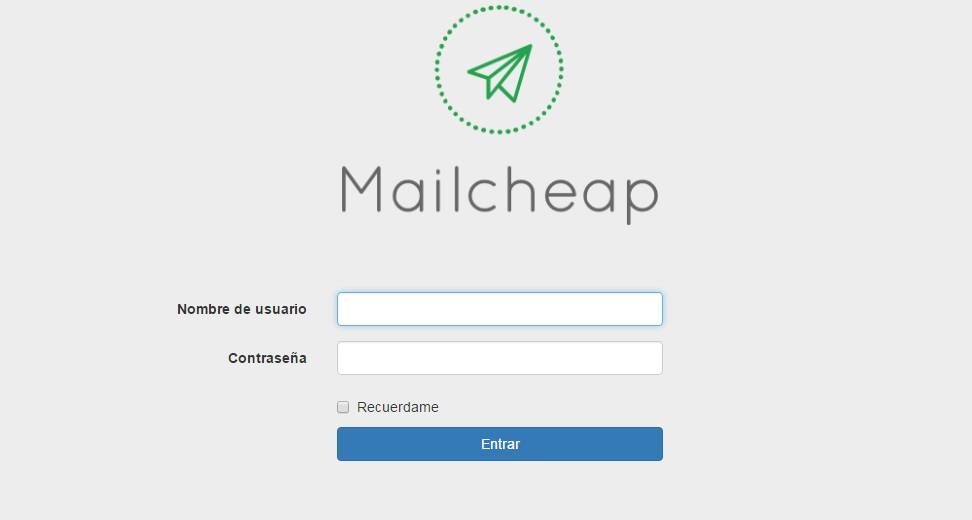 Mailcheap
Nombre de usuario
Contraseña
Recuerdame
Entrar